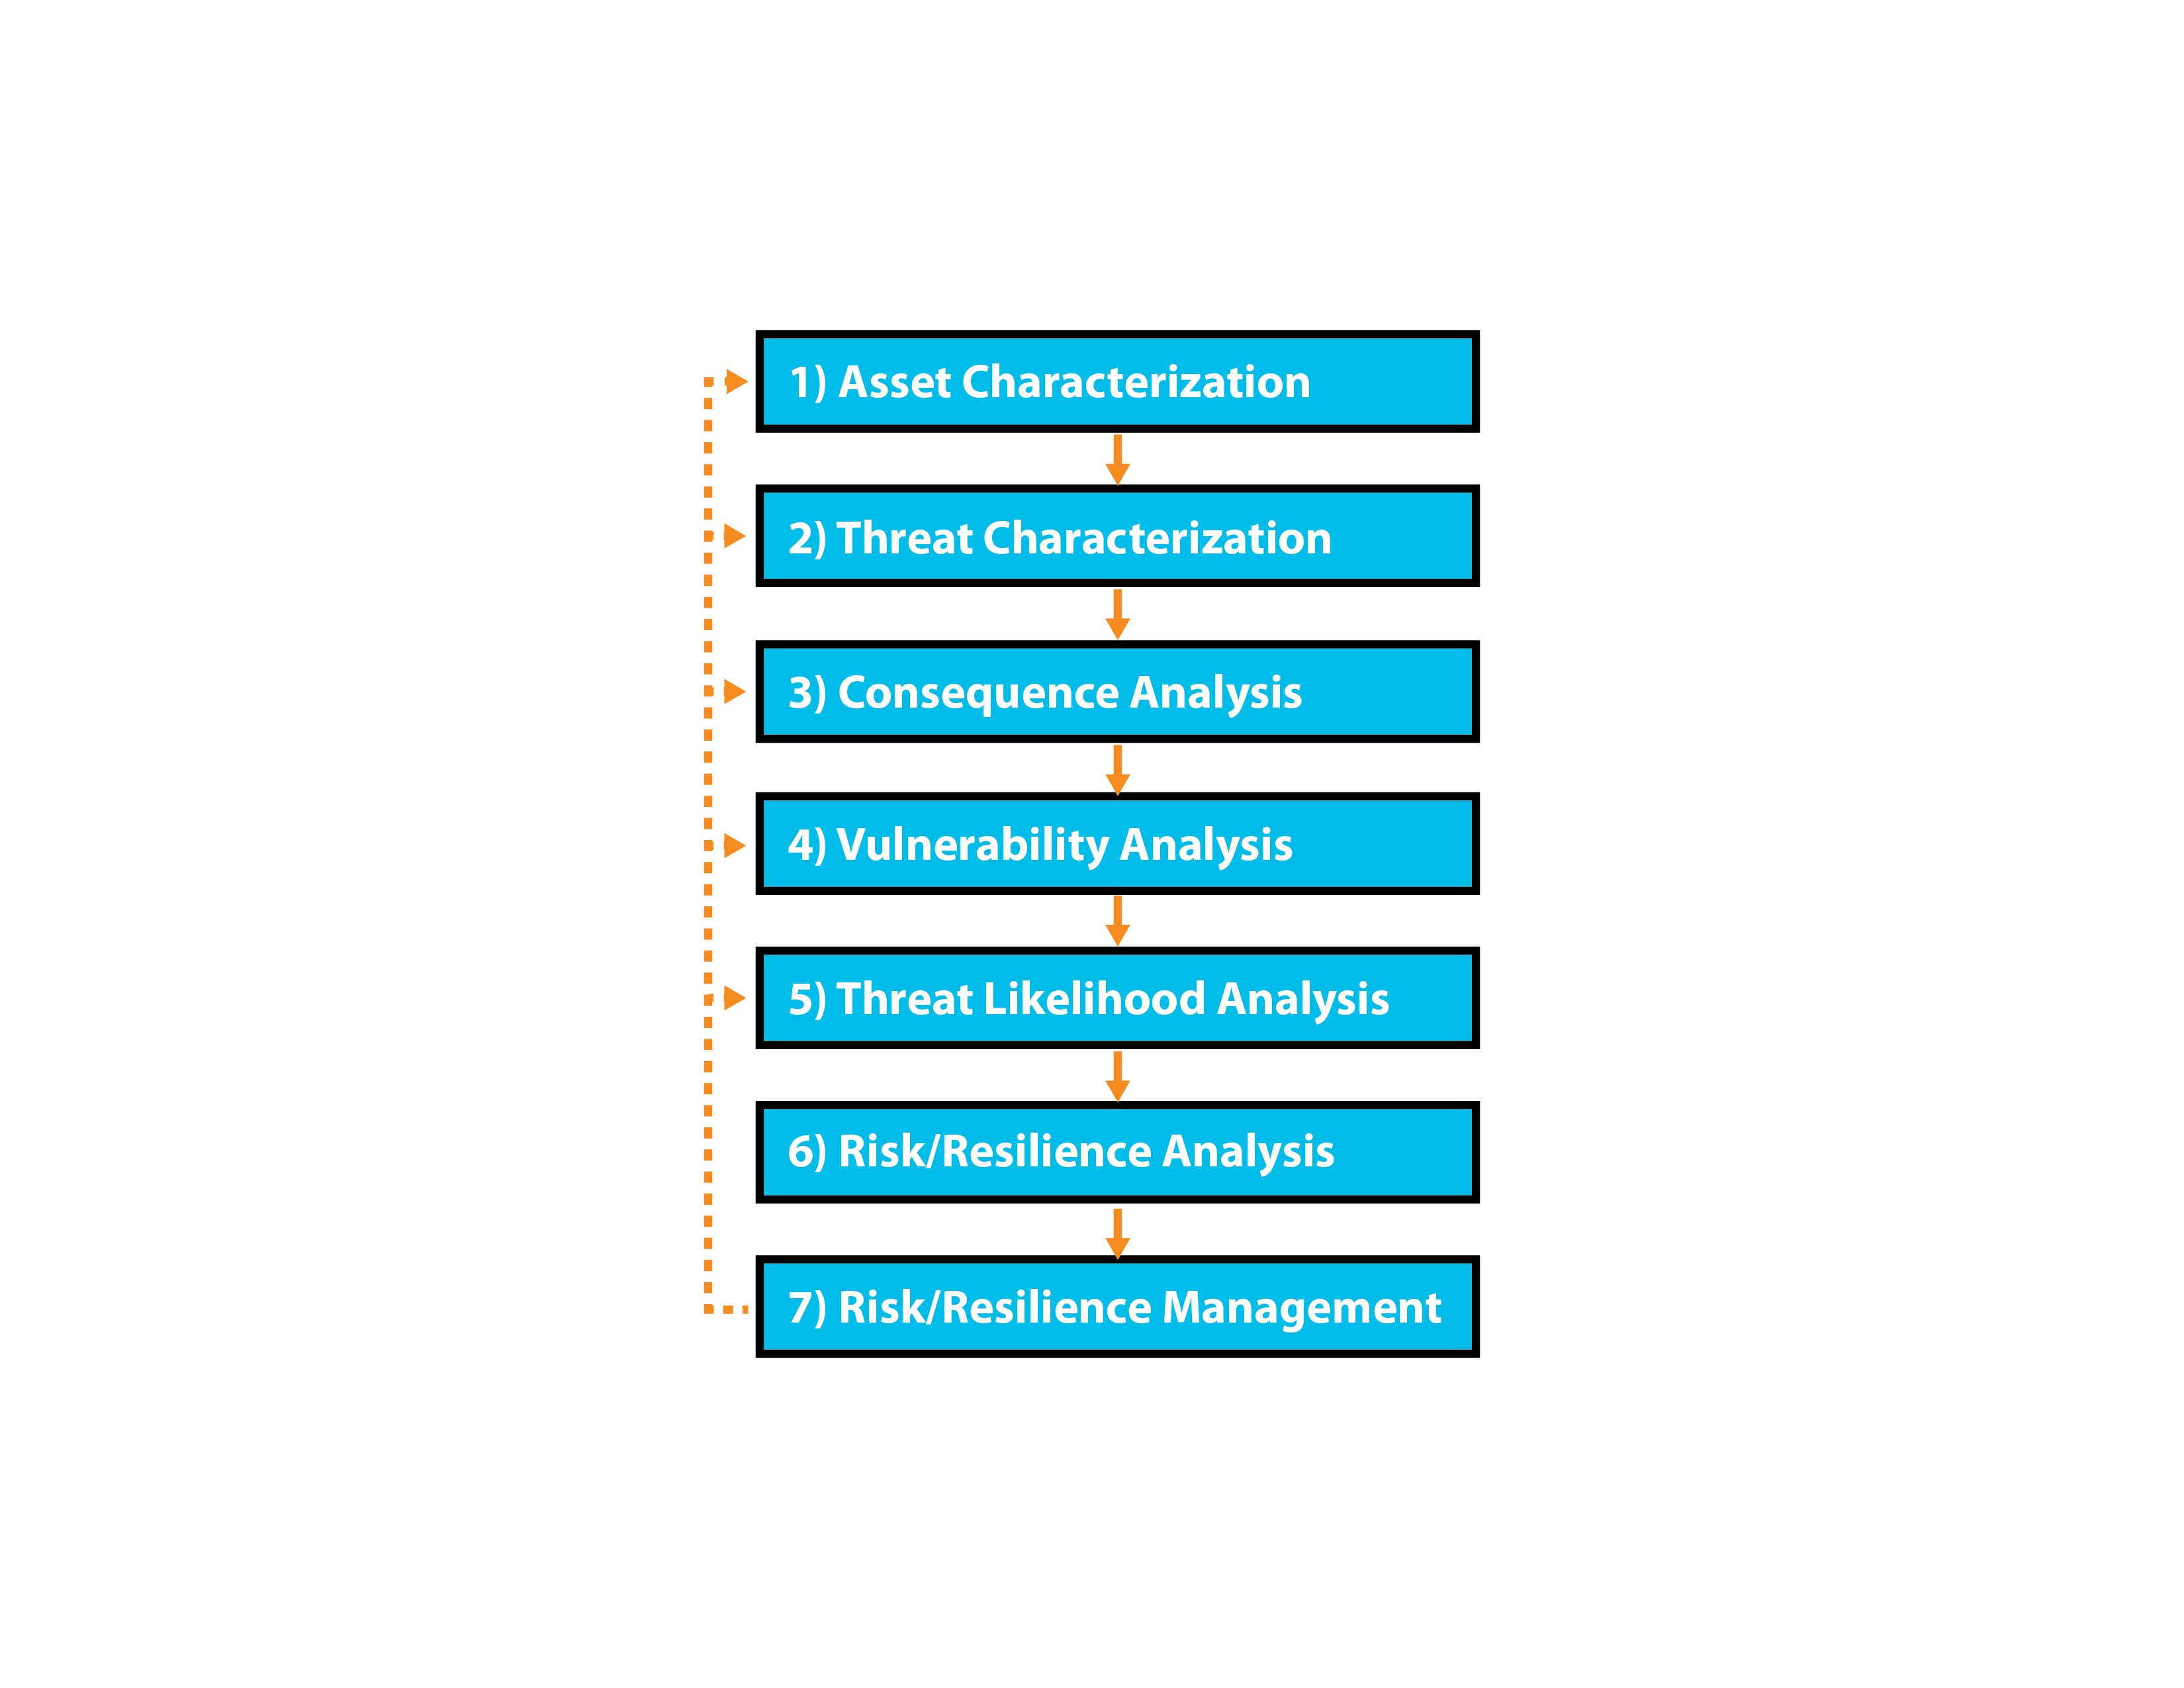 1) Asset Characterization
2) Threat Characterization
3) Consequence Analysis
4) Vulnerability Analysis
5) Threat Likelihood Analysis
6) Risk/Resilience Analysis
7) Risk/Resilience Management